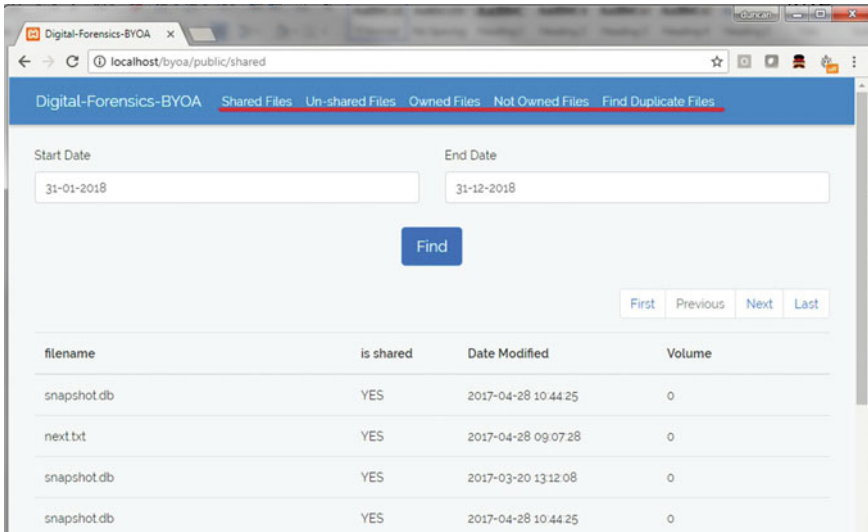 duncan
Digital-Forensics-BYOA
localhost/byoa/public/shared
Digital-Forensics-BYOA Shared Files Un-shared Files Owned Files Not Owned Files Find Duplicate Files
Start Date End Date
31-01-2018 31-12-2018
Find
First Previous Next Last
filename is shared Date Modified Volume
snapshot.db YES 2017-04-28 10:44:25 0
next.txt YES 2017-04-28 09:07:28 0
snapshot.db YES 2017-03-20 13:12:08 0
snapshot.db YES 2017-04-28 10:44:25 0